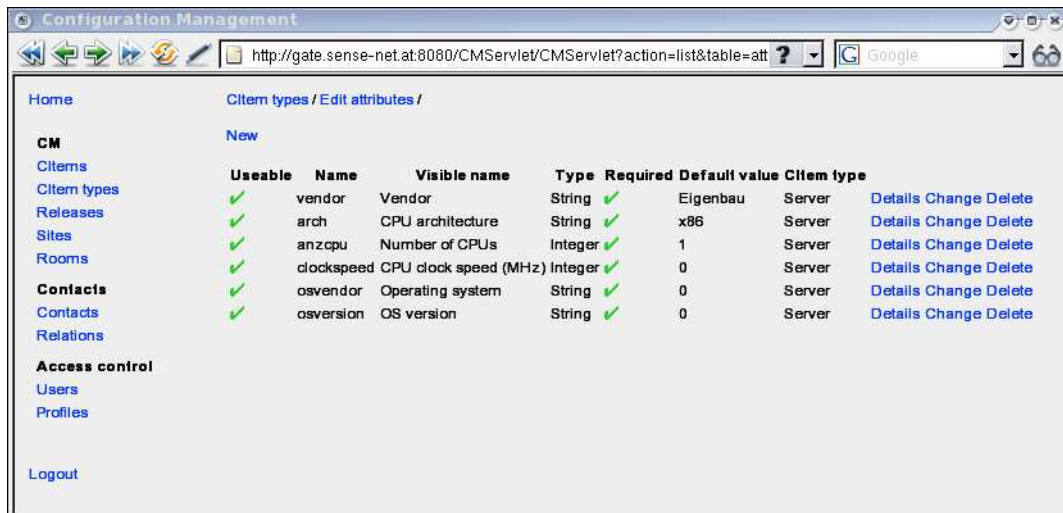 Configuration Management
http://gate.sense-net.at:8080/CMServlet/CMServlet?action=list&table=att ? G Google
Home
CItem types / Edit attributes /
New
CM
CItems
CItem types
Releases
Sites
Rooms
Contacts
Contacts
Relations
Access control
Users
Profiles
Logout
Useable Name Visible name Type Required Default value CItem type
vendor Vendor String Eigenbau Server Details Change Delete
arch CPU architecture String x86 Server Details Change Delete
anzcpu Number of CPUs Integer 1 Server Details Change Delete
clockspeed CPU clock speed (MHz) Integer 0 Server Details Change Delete
osvendor Operating system String 0 Server Details Change Delete
osversion OS version String 0 Server Details Change Delete